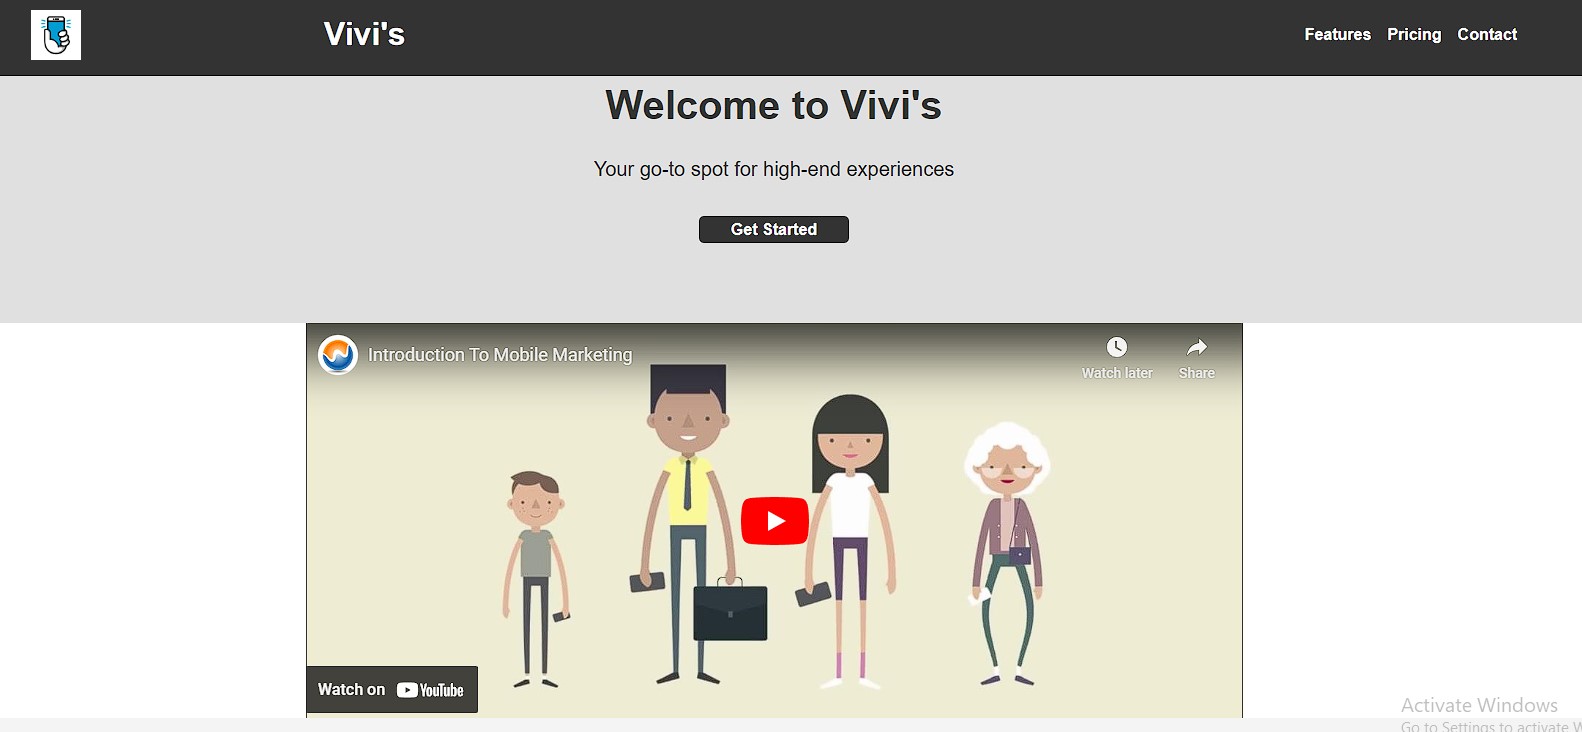 Vivi's
Features Pricing Contact
Welcome to Vivi's
Your go-to spot for high-end experiences
Get Started
Introduction To Mobile Marketing
Watch later
Share
Watch on YouTube
Activate Windows
Go to Settings to activate W